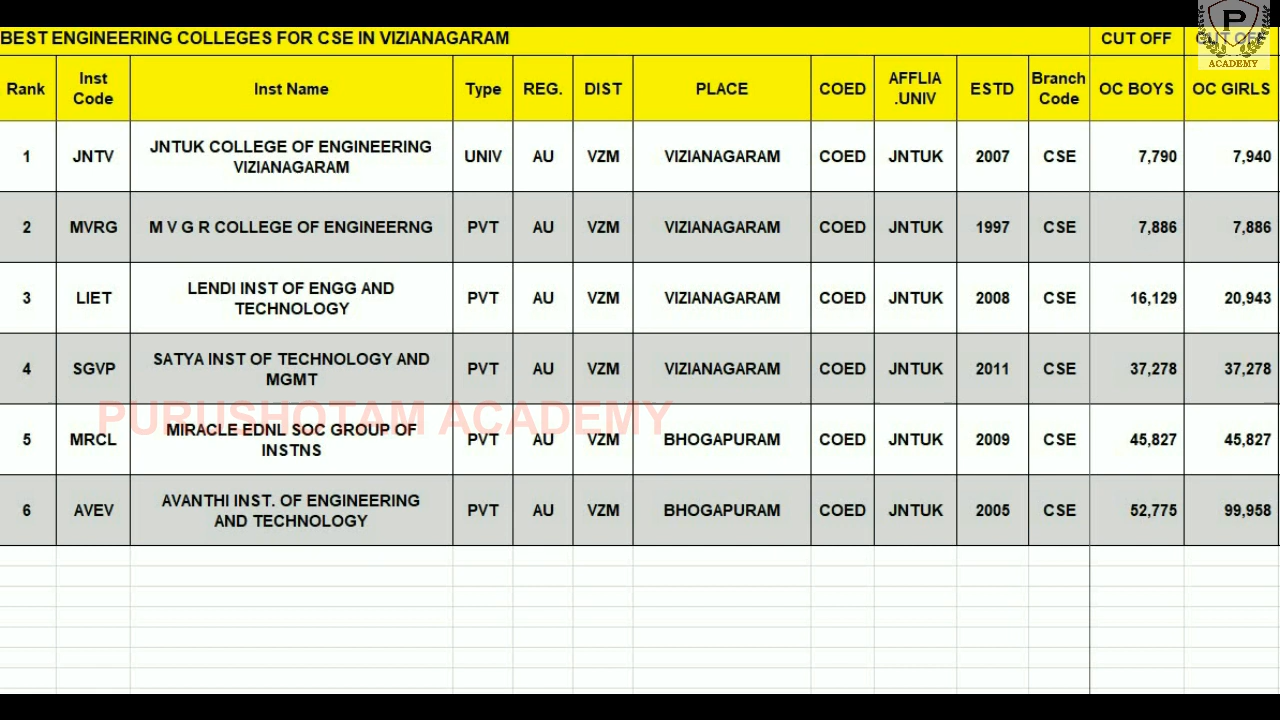 BEST ENGINEERING COLLEGES FOR CSE IN VIZIANAGARAM CUT OFF CUT OFF
P
ACADEMY
Rank Inst Code Inst Name Type REG. DIST PLACE COED AFFLIA .UNIV ESTD Branch Code OC BOYS OC GIRLS
1 JNTV JNTUK COLLEGE OF ENGINEERING VIZIANAGARAM UNIV AU VZM VIZIANAGARAM COED JNTUK 2007 CSE 7,790 7,940
2 MVRG M V G R COLLEGE OF ENGINEERNG PVT AU VZM VIZIANAGARAM COED JNTUK 1997 CSE 7,886 7,886
3 LIET LENDI INST OF ENGG AND TECHNOLOGY PVT AU VZM VIZIANAGARAM COED JNTUK 2008 CSE 16,129 20,943
4 SGVP SATYA INST OF TECHNOLOGY AND MGMT PVT AU VZM VIZIANAGARAM COED JNTUK 2011 CSE 37,278 37,278
PURUSHOTAM ACADEMY
5 MRCL MIRACLE EDNL SOC GROUP OF INSTNS PVT AU VZM BHOGAPURAM COED JNTUK 2009 CSE 45,827 45,827
6 AVEV AVANTHI INST. OF ENGINEERING AND TECHNOLOGY PVT AU VZM BHOGAPURAM COED JNTUK 2005 CSE 52,775 99,958